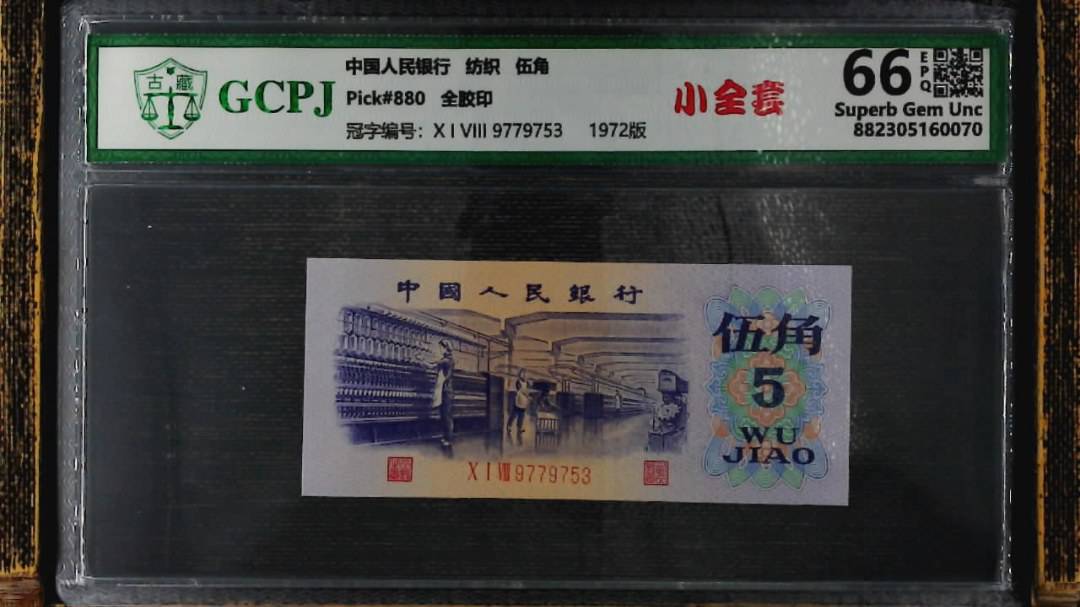 古藏
GCPJ
中国人民银行 纺织 伍角
Pick#880 全胶印
冠字编号: X I VIII 9779753 1972版
小全套
66 EPQ
Superb Gem Unc
882305160070
中國人民銀行
伍角
5
WU
JIAO
X I VIII 9779753